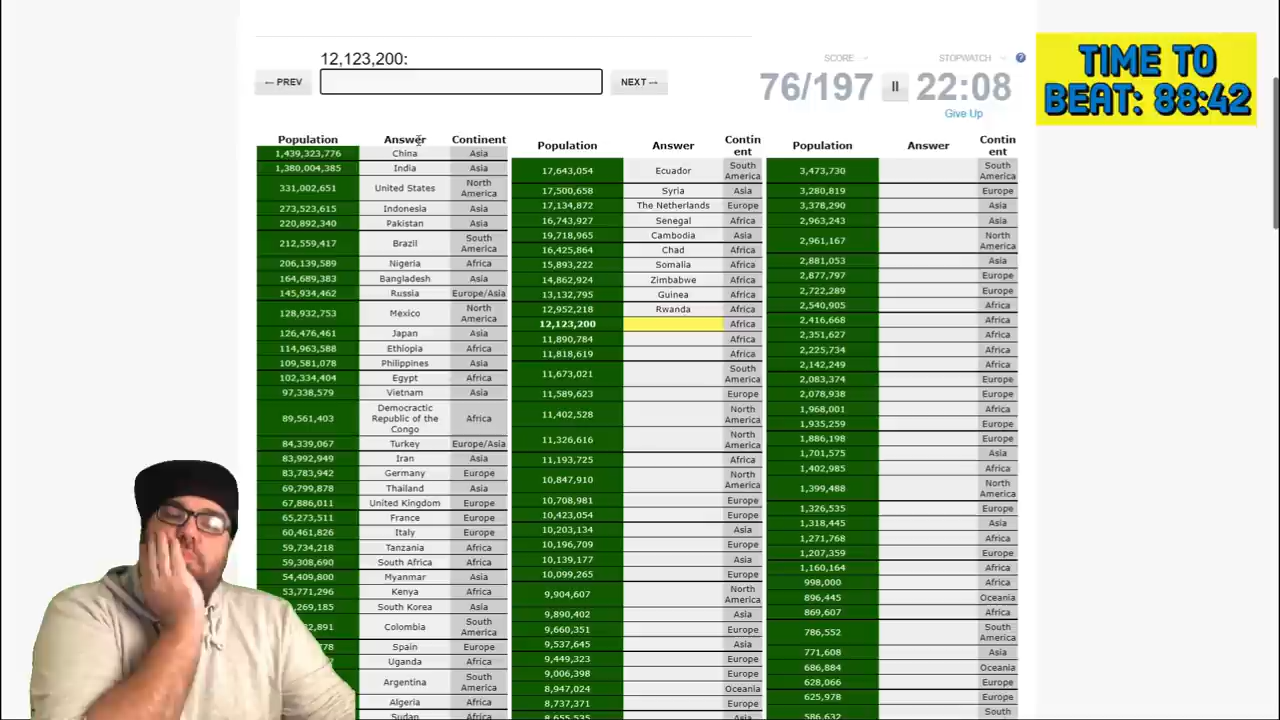 12,123,200:
SCORE
STOPWATCH
?
← PREV
NEXT →
76/197
22:08
Give Up
TIME TO
BEAT: 88:42
Population Answer Continent
1,439,323,776 China Asia
1,380,004,385 India Asia
331,002,651 United States North America
273,523,615 Indonesia Asia
220,892,340 Pakistan Asia
212,559,417 Brazil South America
206,139,589 Nigeria Africa
164,689,383 Bangladesh Asia
145,934,462 Russia Europe/Asia
128,932,753 Mexico North America
126,476,461 Japan Asia
114,963,588 Ethiopia Africa
109,581,078 Philippines Asia
102,334,404 Egypt Africa
97,338,579 Vietnam Asia
89,561,403 Democratic Republic of the Congo Africa
84,339,067 Turkey Europe/Asia
83,992,949 Iran Asia
83,783,942 Germany Europe
69,799,878 Thailand Asia
67,886,011 United Kingdom Europe
65,273,511 France Europe
60,461,826 Italy Europe
59,734,218 Tanzania Africa
59,308,690 South Africa Africa
54,409,800 Myanmar Asia
53,771,296 Kenya Africa
,269,185 South Korea Asia
2,891 Colombia South America
778 Spain Europe
Uganda Africa
Argentina South America
Algeria Africa
Sudan Africa
Population Answer Contin ent
17,643,054 Ecuador South America
17,500,658 Syria Asia
17,134,872 The Netherlands Europe
16,743,927 Senegal Africa
19,718,965 Cambodia Asia
16,425,864 Chad Africa
15,893,222 Somalia Africa
14,862,924 Zimbabwe Africa
13,132,795 Guinea Africa
12,952,218 Rwanda Africa
12,123,200 Africa
11,890,784 Africa
11,818,619 Africa
11,673,021 South America
11,589,623 Europe
11,402,528 North America
11,326,616 North America
11,193,725 Africa
10,847,910 North America
10,708,981 Europe
10,423,054 Europe
10,203,134 Asia
10,196,709 Europe
10,139,177 Asia
10,099,265 Europe
9,904,607 North America
9,890,402 Asia
9,660,351 Europe
9,537,645 Asia
9,449,323 Europe
9,006,398 Europe
8,947,024 Oceania
8,737,371 Europe
8,655,535 Asia
Population Answer Contin ent
3,473,730 South America
3,280,819 Europe
3,378,290 Asia
2,963,243 Asia
2,961,167 North America
2,881,053 Asia
2,877,797 Europe
2,722,289 Europe
2,540,905 Africa
2,416,668 Africa
2,351,627 Africa
2,225,734 Africa
2,142,249 Africa
2,083,374 Europe
2,078,938 Europe
1,968,001 Africa
1,935,259 Europe
1,886,198 Europe
1,701,575 Asia
1,402,985 Africa
1,399,488 North America
1,326,535 Europe
1,318,445 Asia
1,271,768 Africa
1,207,359 Europe
1,160,164 Africa
998,000 Africa
896,445 Oceania
869,607 Africa
786,552 South America
771,608 Asia
686,884 Oceania
628,066 Europe
625,978 Europe
586,632 South